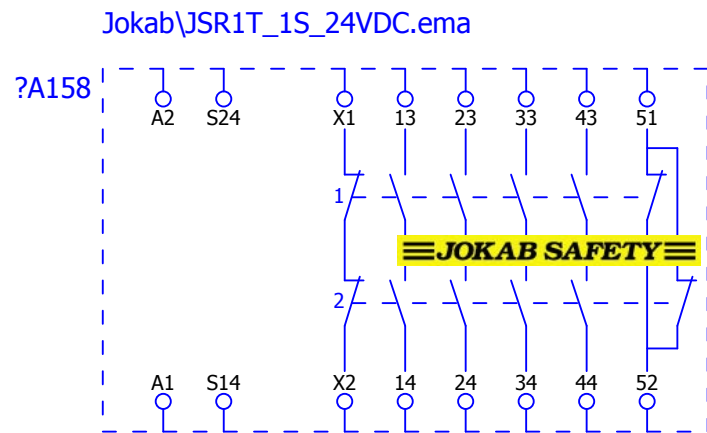 Jokab\JSR1T_1S_24VDC.ema
?A158
A2 S24 X1 13 23 33 43 51
1
JOKAB SAFETY
2
A1 S14 X2 14 24 34 44 52